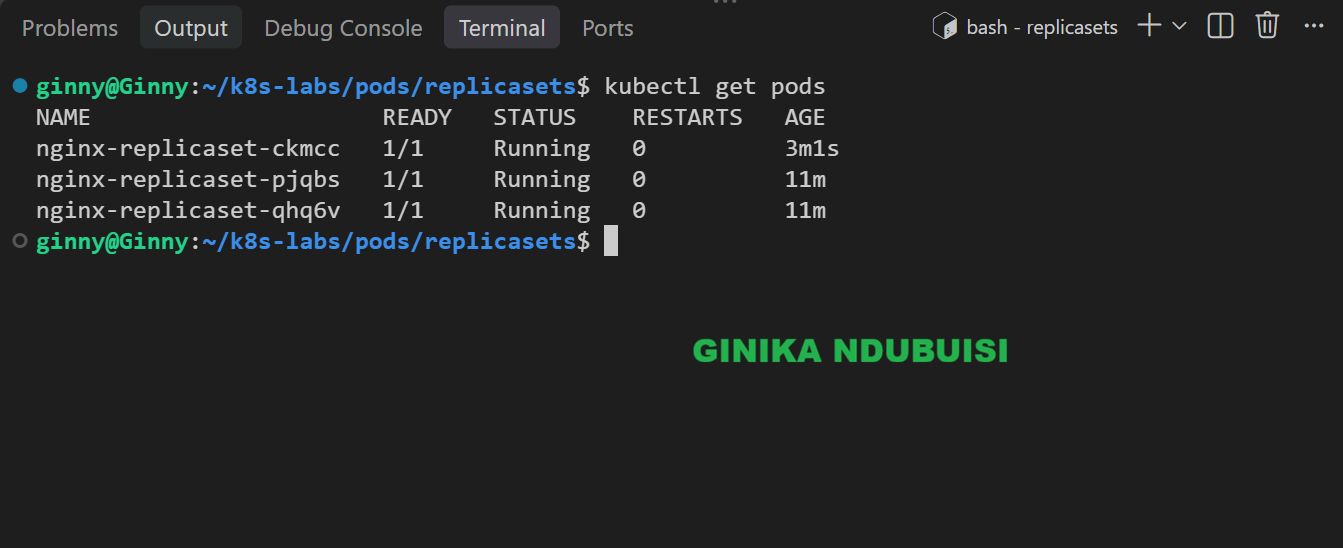 Problems Output Debug Console Terminal Ports bash - replicasets
ginny@Ginny:~/k8s-labs/pods/replicasets$ kubectl get pods
NAME                     READY   STATUS    RESTARTS   AGE
nginx-replicaset-ckmcc   1/1     Running   0          3m1s
nginx-replicaset-pjqbs   1/1     Running   0          11m
nginx-replicaset-qhq6v   1/1     Running   0          11m
ginny@Ginny:~/k8s-labs/pods/replicasets$
GINIKA NDUBUISI